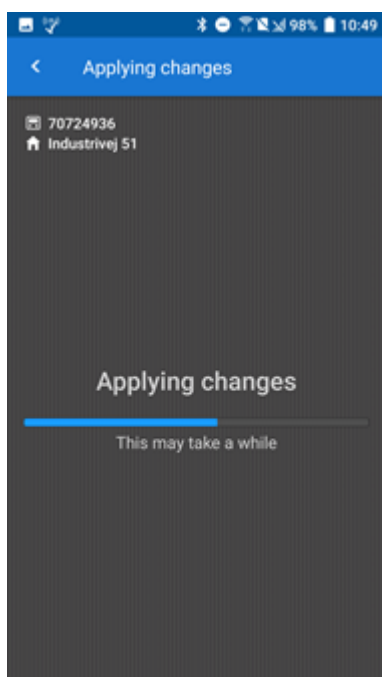 98% 10:49
Applying changes
70724936
Industrivej 51
Applying changes
This may take a while